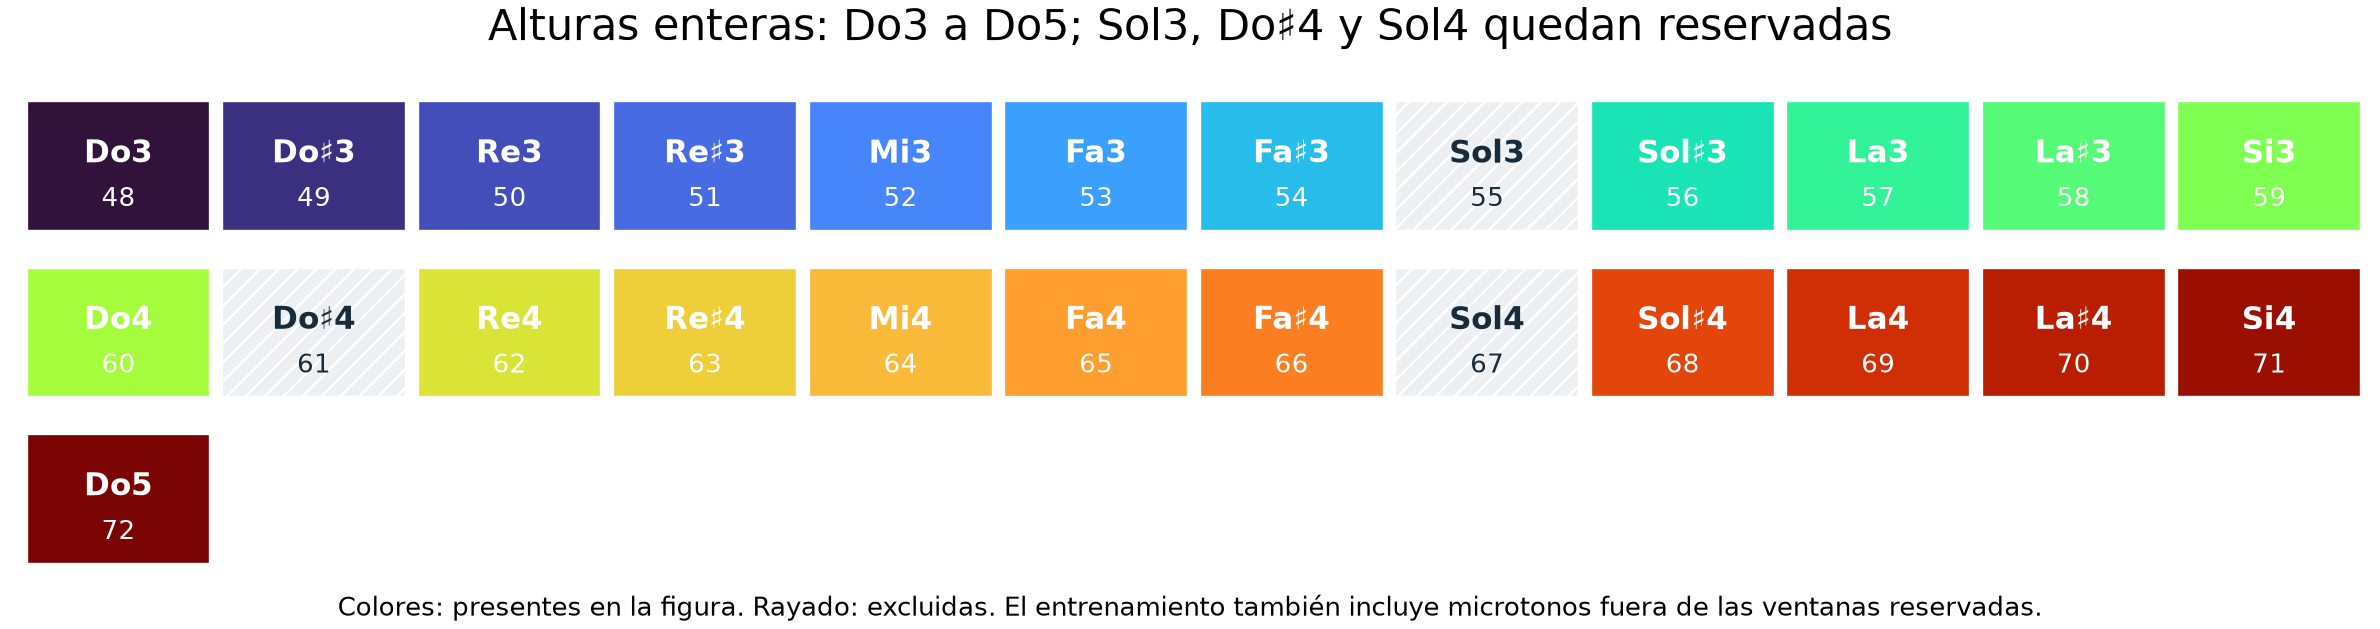 Alturas enteras: Do3 a Do5; Sol3, Do♯4 y Sol4 quedan reservadas
Do3 Do♯3 Re3 Re♯3 Mi3 Fa3 Fa♯3 Sol3 Sol♯3 La3 La♯3 Si3
48 49 50 51 52 53 54 55 56 57 58 59
Do4 Do♯4 Re4 Re♯4 Mi4 Fa4 Fa♯4 Sol4 Sol♯4 La4 La♯4 Si4
60 61 62 63 64 65 66 67 68 69 70 71
Do5
72
Colores: presentes en la figura. Rayado: excluidas. El entrenamiento también incluye microtonos fuera de las ventanas reservadas.